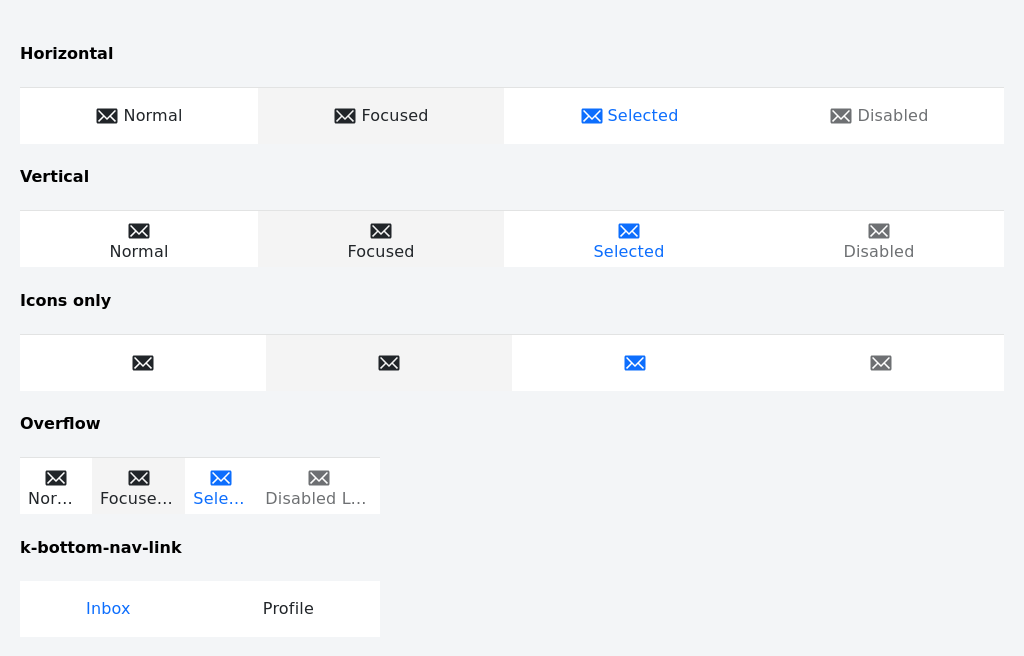 Horizontal
Normal Focused Selected Disabled
Vertical
Normal Focused Selected Disabled
Icons only
Overflow
Nor... Focuse... Sele... Disabled L...
k-bottom-nav-link
Inbox Profile